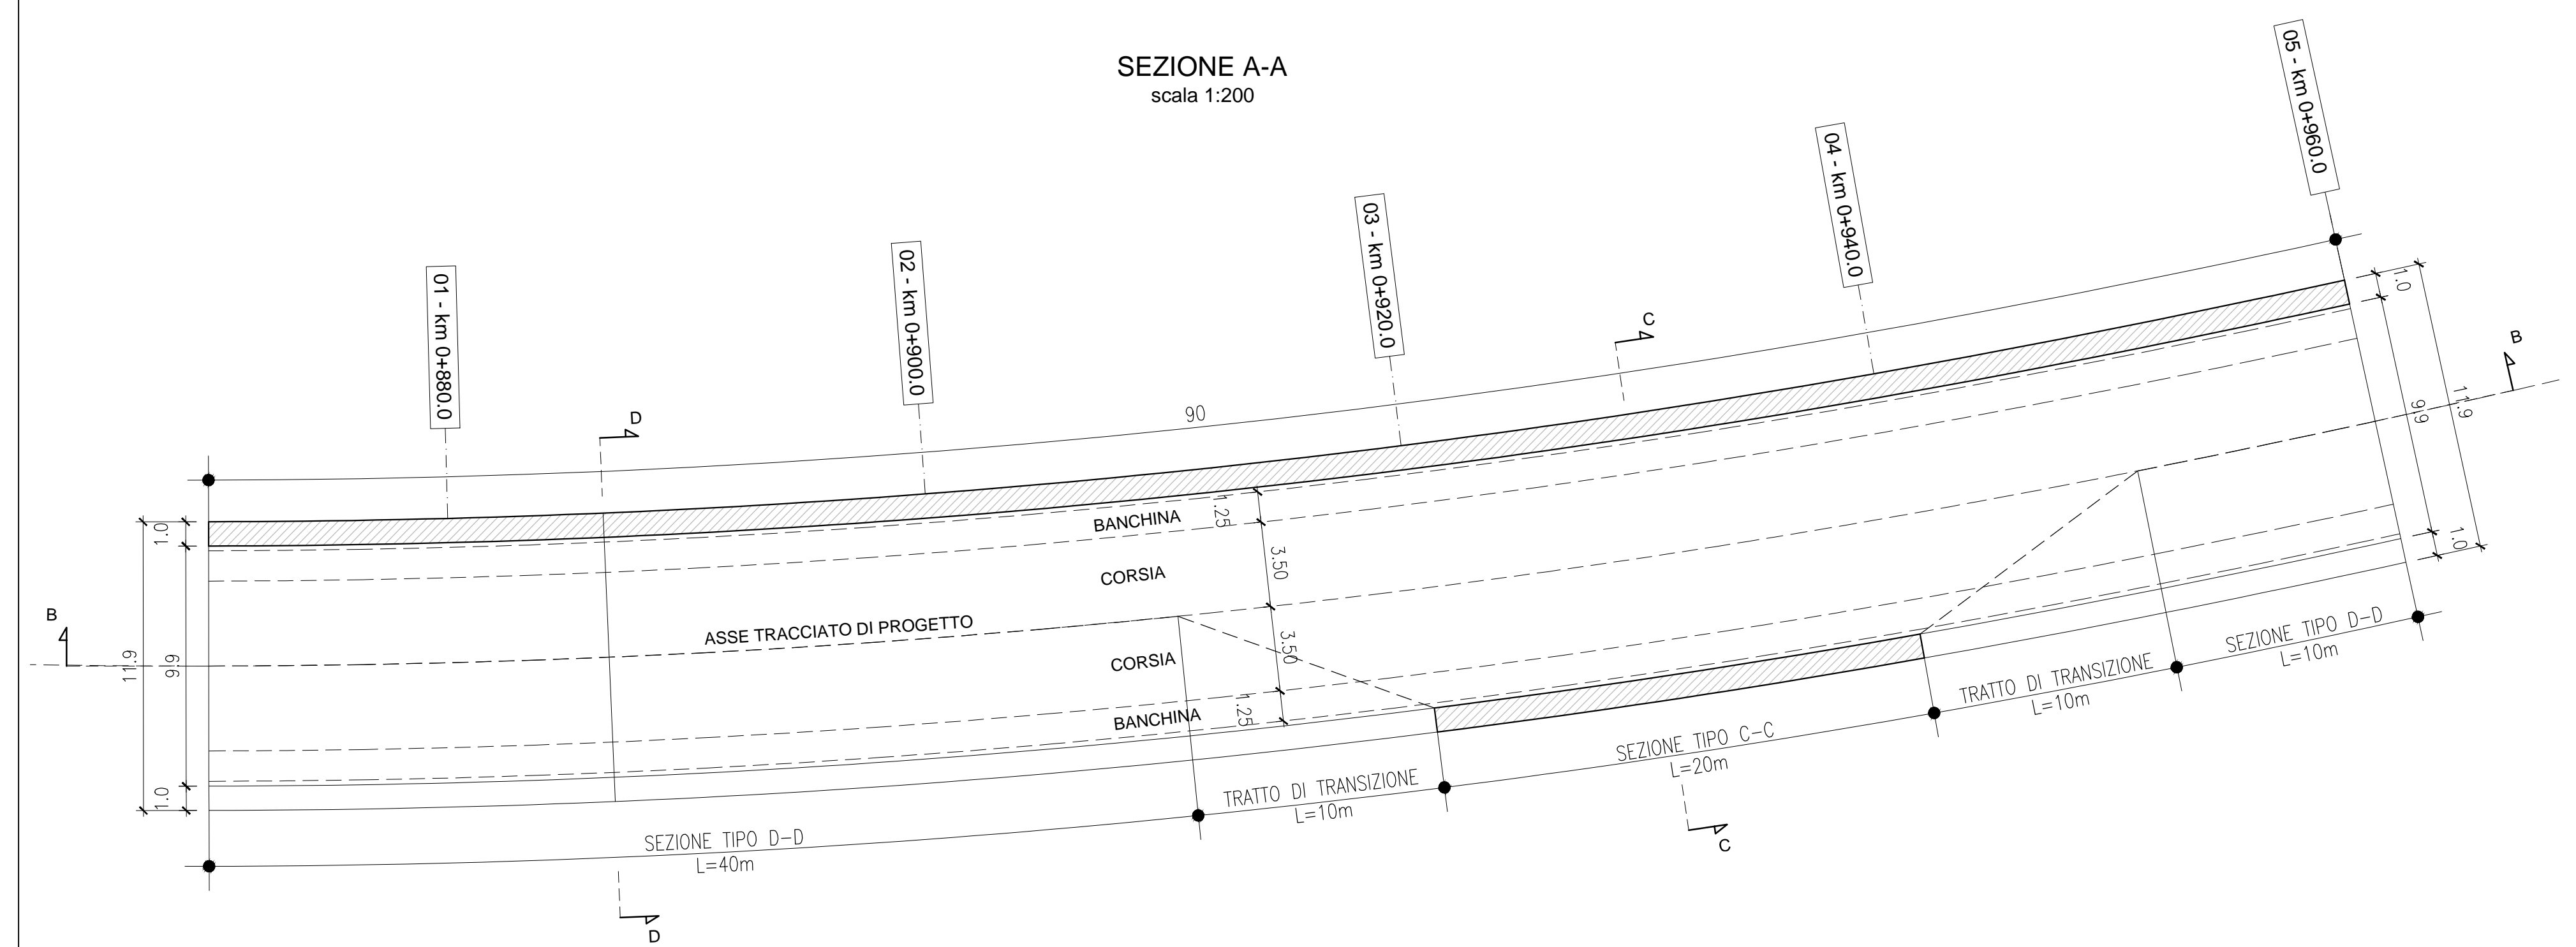 SEZIONE A-A
scala 1:200
01 - km 0+880.0
02 - km 0+900.0
03 - km 0+920.0
04 - km 0+940.0
05 - km 0+960.0
90
D
C
B
B
1.0
9.9
11.9
1.0
1.0
9.9
11.9
1.0
BANCHINA
1.25
CORSIA
3.50
ASSE TRACCIATO DI PROGETTO
CORSIA
3.50
BANCHINA
1.25
SEZIONE TIPO D-D
L=40m
TRATTO DI TRANSIZIONE
L=10m
SEZIONE TIPO C-C
L=20m
TRATTO DI TRANSIZIONE
L=10m
SEZIONE TIPO D-D
L=10m
D
C